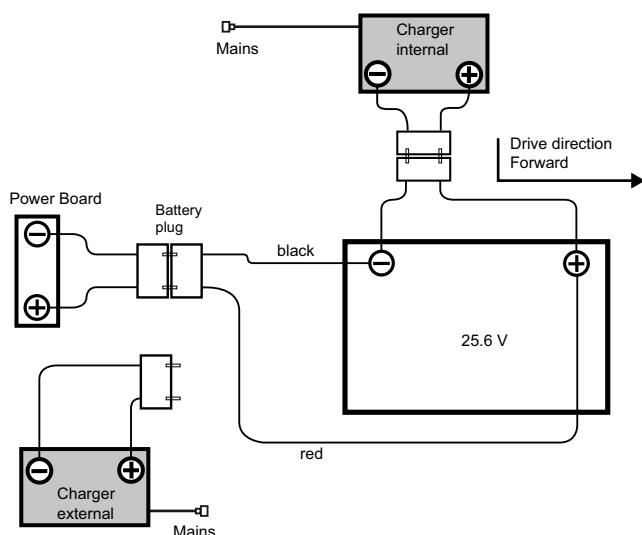 Charger
internal
Mains
Drive direction
Forward
Power Board
Battery
plug
black
25.6 V
red
Charger
external
Mains